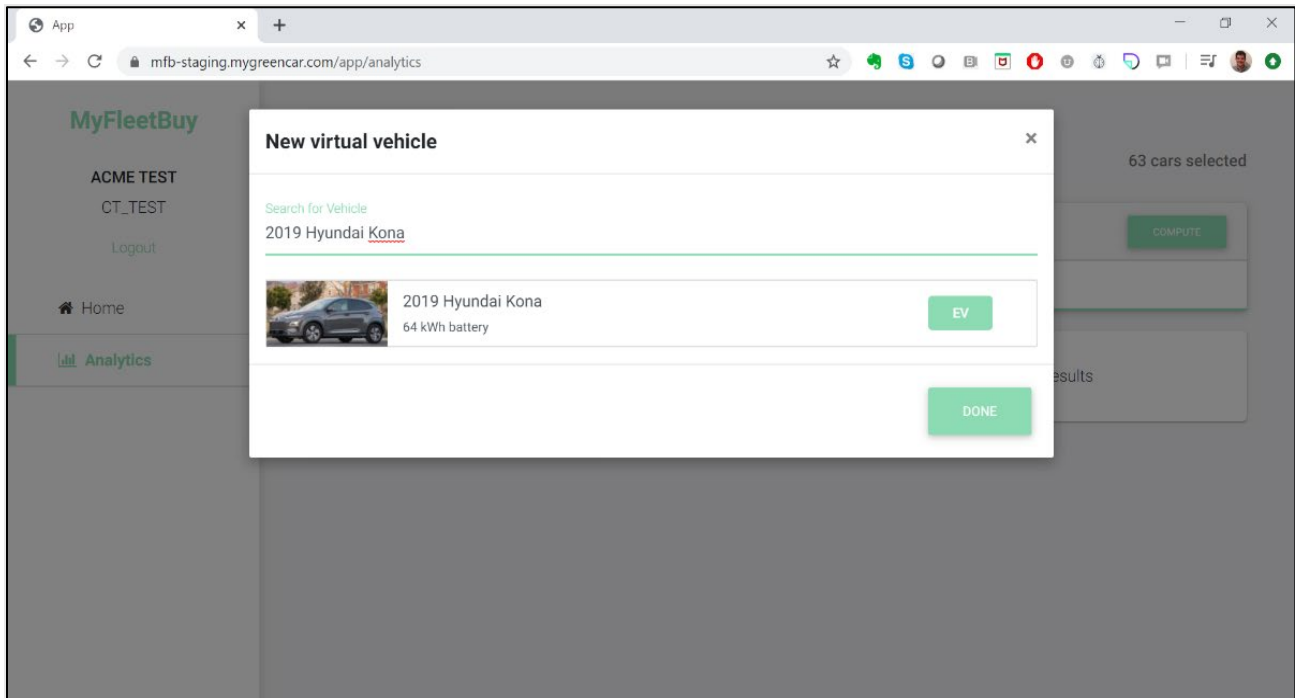 App
mfb-staging.mygreencar.com/app/analytics
MyFleetBuy
ACME TEST
CT_TEST
Logout
Home
Analytics
New virtual vehicle
Search for Vehicle
2019 Hyundai Kona
2019 Hyundai Kona
64 kWh battery
EV
DONE
63 cars selected
COMPUTE
esults